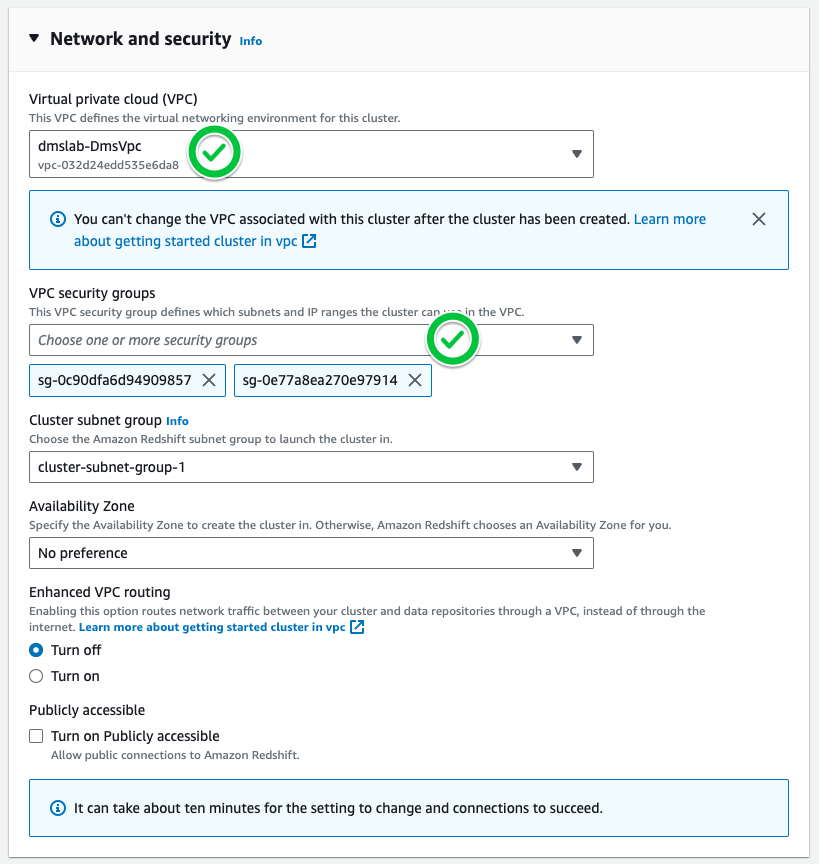 Network and security Info
Virtual private cloud (VPC)
This VPC defines the virtual networking environment for this cluster.
dmslab-DmsVpc
vpc-032d24edd535e6da8
You can't change the VPC associated with this cluster after the cluster has been created. Learn more
about getting started cluster in vpc
VPC security groups
This VPC security group defines which subnets and IP ranges the cluster can use in the VPC.
Choose one or more security groups
sg-0c90dfa6d94909857 sg-0e77a8ea270e97914
Cluster subnet group Info
Choose the Amazon Redshift subnet group to launch the cluster in.
cluster-subnet-group-1
Availability Zone
Specify the Availability Zone to create the cluster in. Otherwise, Amazon Redshift chooses an Availability Zone for you.
No preference
Enhanced VPC routing
Enabling this option routes network traffic between your cluster and data repositories through a VPC, instead of through the
internet. Learn more about getting started cluster in vpc
Turn off
Turn on
Publicly accessible
Turn on Publicly accessible
Allow public connections to Amazon Redshift.
It can take about ten minutes for the setting to change and connections to succeed.